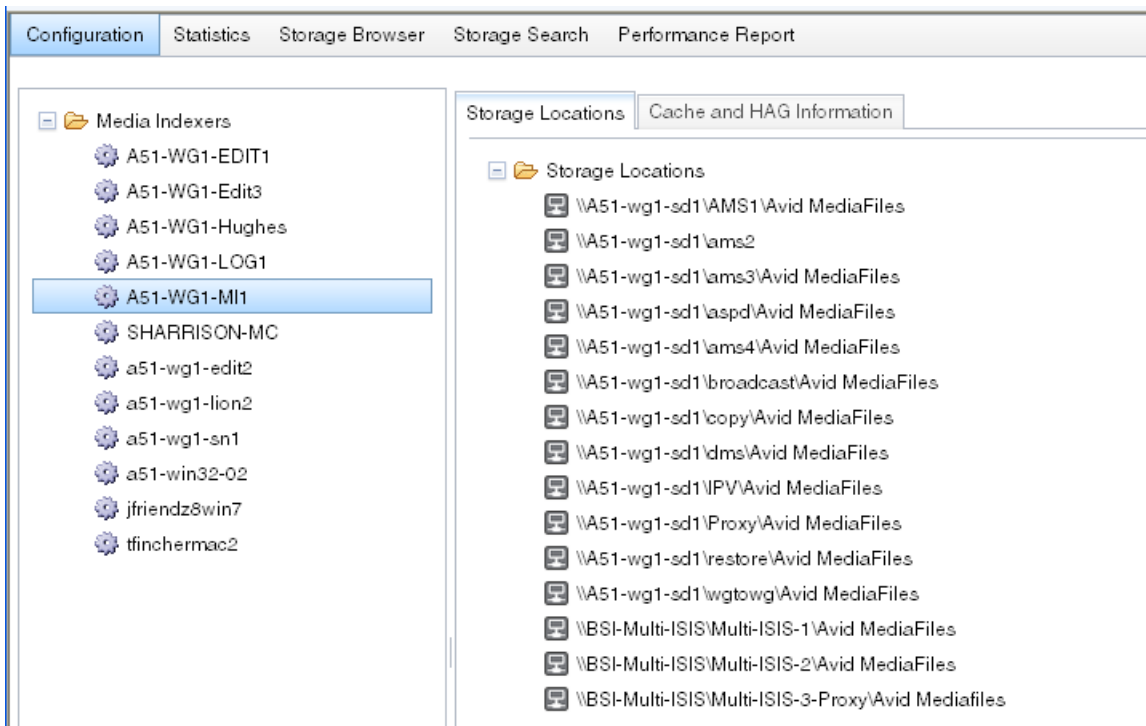 Configuration Statistics Storage Browser Storage Search Performance Report
Media Indexers
A51-WG1-EDIT1
A51-WG1-Edit3
A51-WG1-Hughes
A51-WG1-LOG1
A51-WG1-MI1
SHARRISON-MC
a51-wg1-edit2
a51-wg1-lion2
a51-wg1-sn1
a51-win32-02
jfriendz8win7
tfinchermac2
Storage Locations Cache and HAG Information
Storage Locations
\\A51-wg1-sd1\AMS1\Avid MediaFiles
\\A51-wg1-sd1\ams2
\\A51-wg1-sd1\ams3\Avid MediaFiles
\\A51-wg1-sd1\aspd\Avid MediaFiles
\\A51-wg1-sd1\ams4\Avid MediaFiles
\\A51-wg1-sd1\broadcast\Avid MediaFiles
\\A51-wg1-sd1\copy\Avid MediaFiles
\\A51-wg1-sd1\dms\Avid MediaFiles
\\A51-wg1-sd1\IPV\Avid MediaFiles
\\A51-wg1-sd1\Proxy\Avid MediaFiles
\\A51-wg1-sd1\restore\Avid MediaFiles
\\A51-wg1-sd1\wgtowg\Avid MediaFiles
\\BSI-Multi-ISIS\Multi-ISIS-1\Avid MediaFiles
\\BSI-Multi-ISIS\Multi-ISIS-2\Avid MediaFiles
\\BSI-Multi-ISIS\Multi-ISIS-3-Proxy\Avid Mediafiles